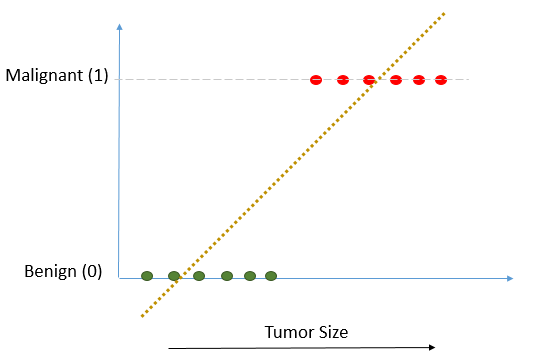 Malignant (1)
Benign (0)
Tumor Size